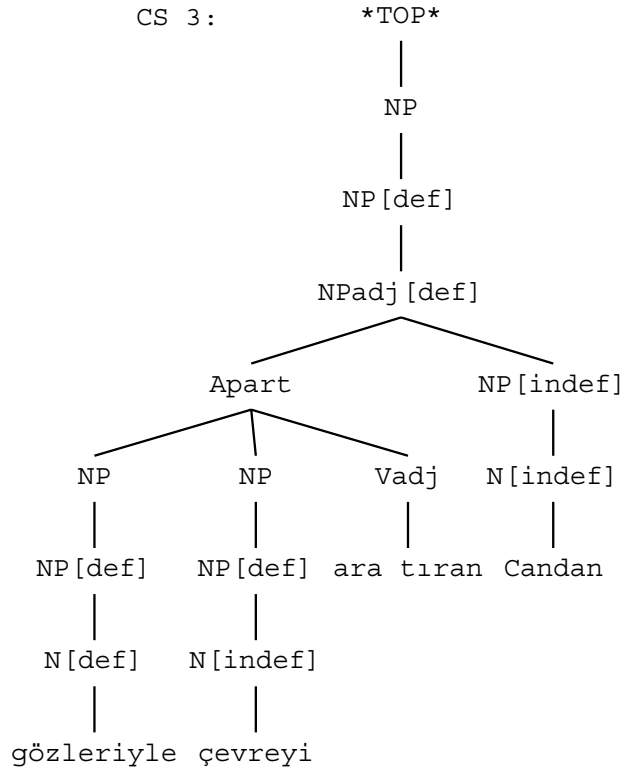 CS 3: *TOP*
NP
NP[def]
NPadj[def]
Apart NP[indef]
NP NP Vadj N[indef]
NP[def] NP[def] ara tıran Candan
N[def] N[indef]
gözleriyle çevreyi